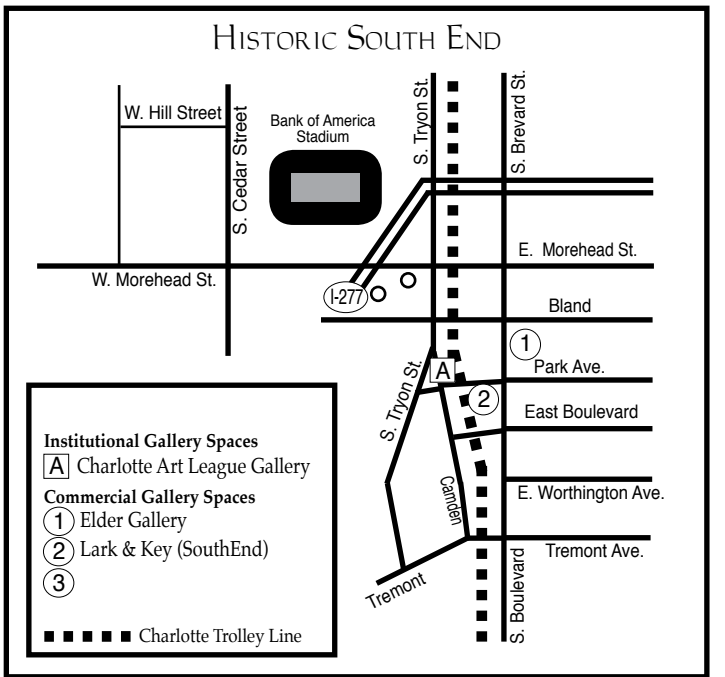 HISTORIC SOUTH END
W. Hill Street
S. Cedar Street
Bank of America
Stadium
S. Tryon St.
S. Brevard St.
E. Morehead St.
W. Morehead St.
I-277
Bland
1
Park Ave.
A
S. Tryon St.
2
East Boulevard
Camden
E. Worthington Ave.
Tremont Ave.
Tremont
S. Boulevard
Institutional Gallery Spaces
A Charlotte Art League Gallery
Commercial Gallery Spaces
1 Elder Gallery
2 Lark & Key (SouthEnd)
3
Charlotte Trolley Line